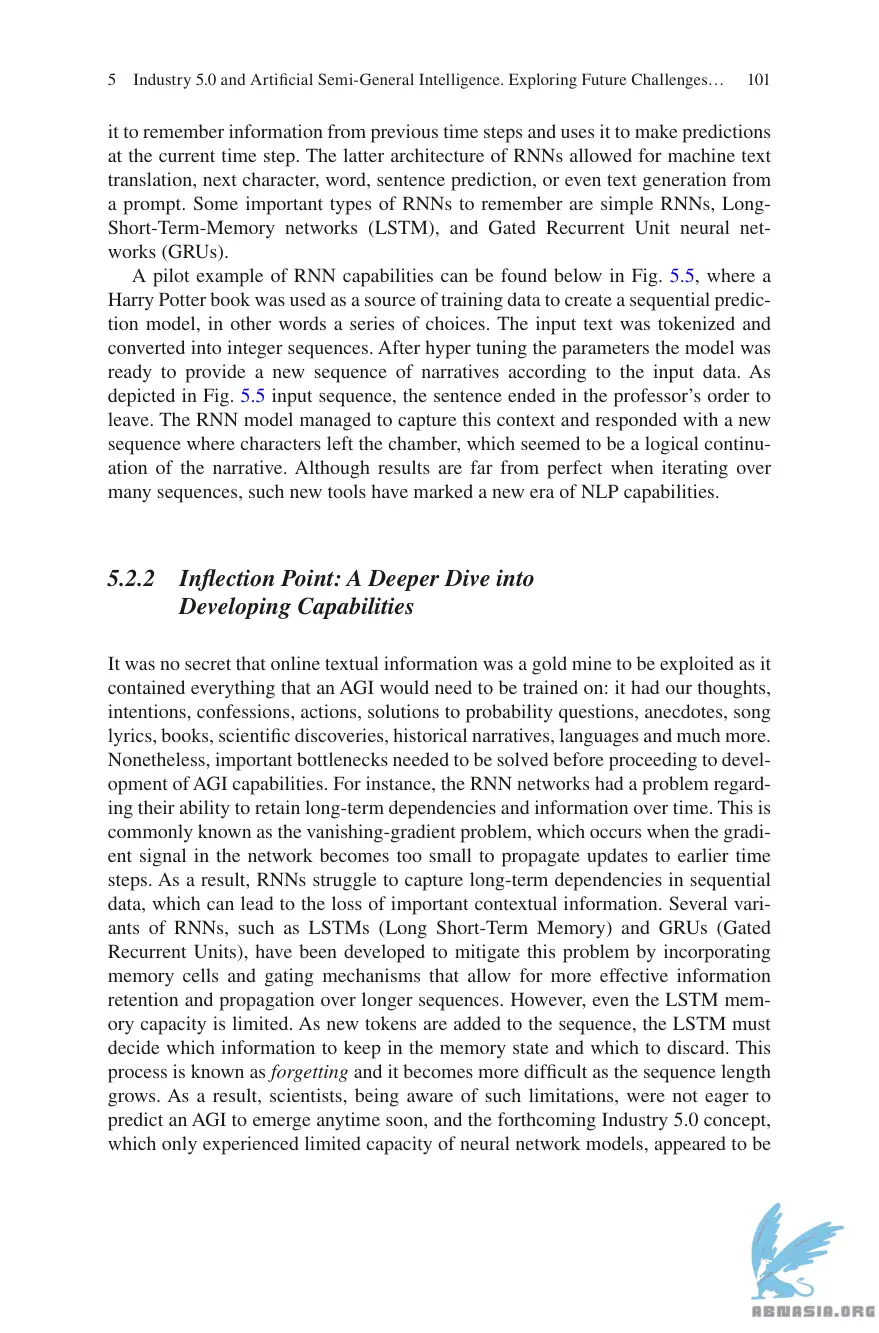 5 Industry 5.0 and Artificial Semi-General Intelligence. Exploring Future Challenges… 101
it to remember information from previous time steps and uses it to make predictions
at the current time step. The latter architecture of RNNs allowed for machine text
translation, next character, word, sentence prediction, or even text generation from
a prompt. Some important types of RNNs to remember are simple RNNs, Long-
Short-Term-Memory networks (LSTM), and Gated Recurrent Unit neural net-
works (GRUs).
A pilot example of RNN capabilities can be found below in Fig. 5.5, where a
Harry Potter book was used as a source of training data to create a sequential predic-
tion model, in other words a series of choices. The input text was tokenized and
converted into integer sequences. After hyper tuning the parameters the model was
ready to provide a new sequence of narratives according to the input data. As
depicted in Fig. 5.5 input sequence, the sentence ended in the professor's order to
leave. The RNN model managed to capture this context and responded with a new
sequence where characters left the chamber, which seemed to be a logical continu-
ation of the narrative. Although results are far from perfect when iterating over
many sequences, such new tools have marked a new era of NLP capabilities.
5.2.2 Inflection Point: A Deeper Dive into
Developing Capabilities
It was no secret that online textual information was a gold mine to be exploited as it
contained everything that an AGI would need to be trained on: it had our thoughts,
intentions, confessions, actions, solutions to probability questions, anecdotes, song
lyrics, books, scientific discoveries, historical narratives, languages and much more.
Nonetheless, important bottlenecks needed to be solved before proceeding to devel-
opment of AGI capabilities. For instance, the RNN networks had a problem regard-
ing their ability to retain long-term dependencies and information over time. This is
commonly known as the vanishing-gradient problem, which occurs when the gradi-
ent signal in the network becomes too small to propagate updates to earlier time
steps. As a result, RNNs struggle to capture long-term dependencies in sequential
data, which can lead to the loss of important contextual information. Several vari-
ants of RNNs, such as LSTMs (Long Short-Term Memory) and GRUs (Gated
Recurrent Units), have been developed to mitigate this problem by incorporating
memory cells and gating mechanisms that allow for more effective information
retention and propagation over longer sequences. However, even the LSTM mem-
ory capacity is limited. As new tokens are added to the sequence, the LSTM must
decide which information to keep in the memory state and which to discard. This
process is known as forgetting and it becomes more difficult as the sequence length
grows. As a result, scientists, being aware of such limitations, were not eager to
predict an AGI to emerge anytime soon, and the forthcoming Industry 5.0 concept,
which only experienced limited capacity of neural network models, appeared to be
ABMASIA.ORG